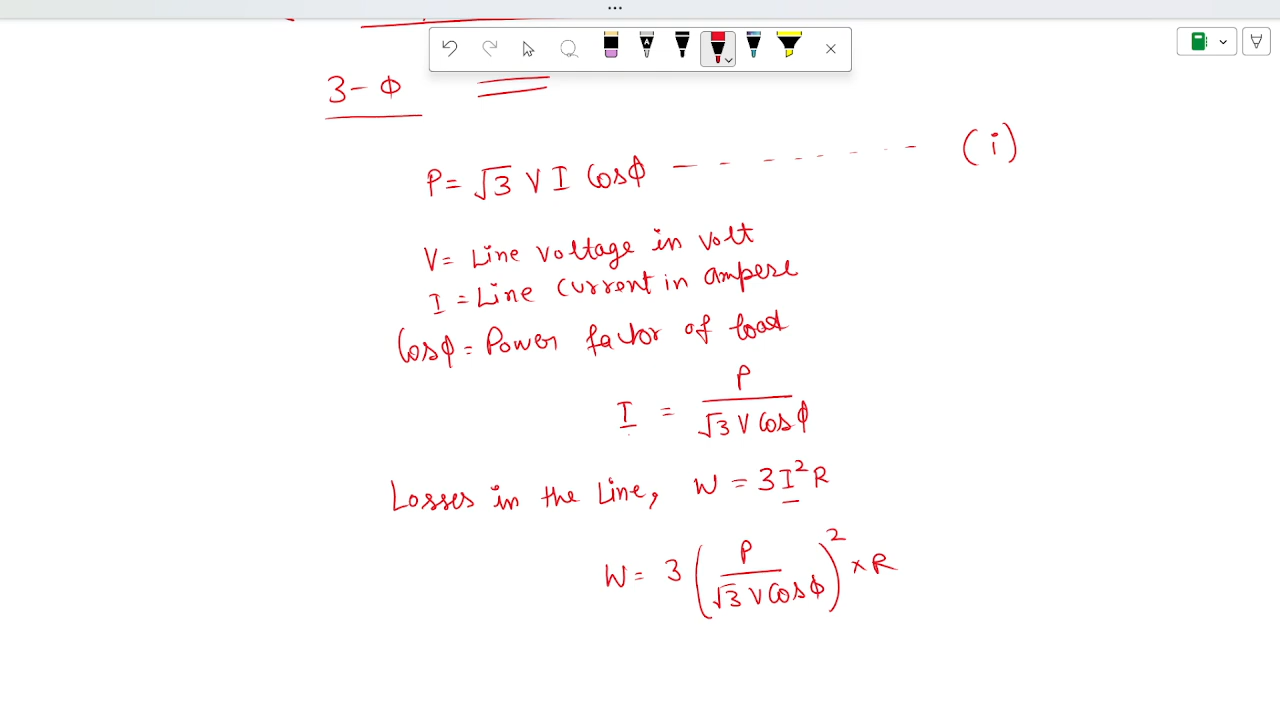 3-ϕ
P = √3 V I Cosϕ - - - - - - - - (i)
V = Line voltage in volt
I = Line Current in ampere
Cosϕ = Power factor of load
I = P / √3 V Cosϕ
Losses in the Line, W = 3I²R
W = 3 (P / √3 V Cosϕ)² × R